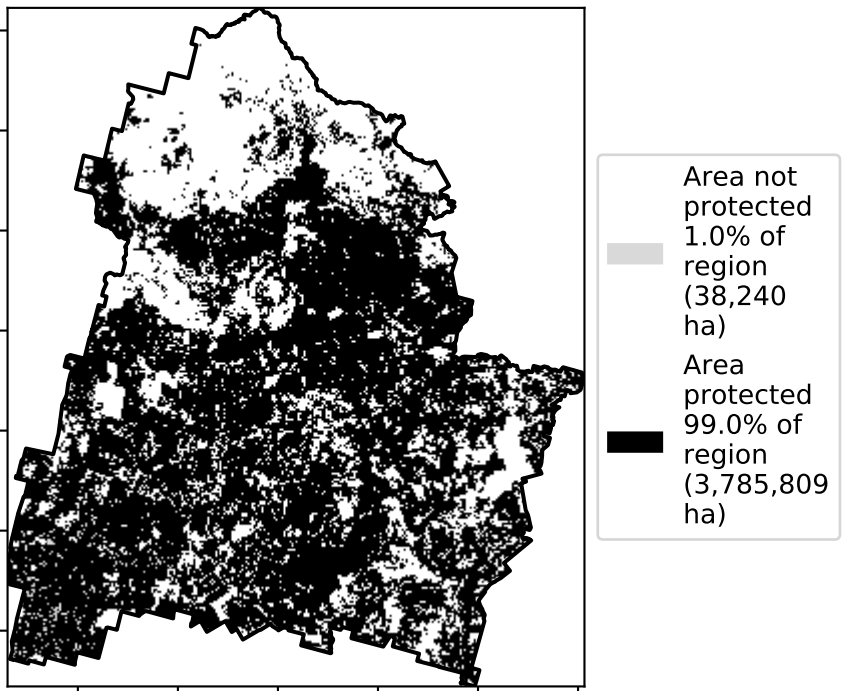 Area not
protected
1.0% of
region
(38,240
ha)
Area
protected
99.0% of
region
(3,785,809
ha)